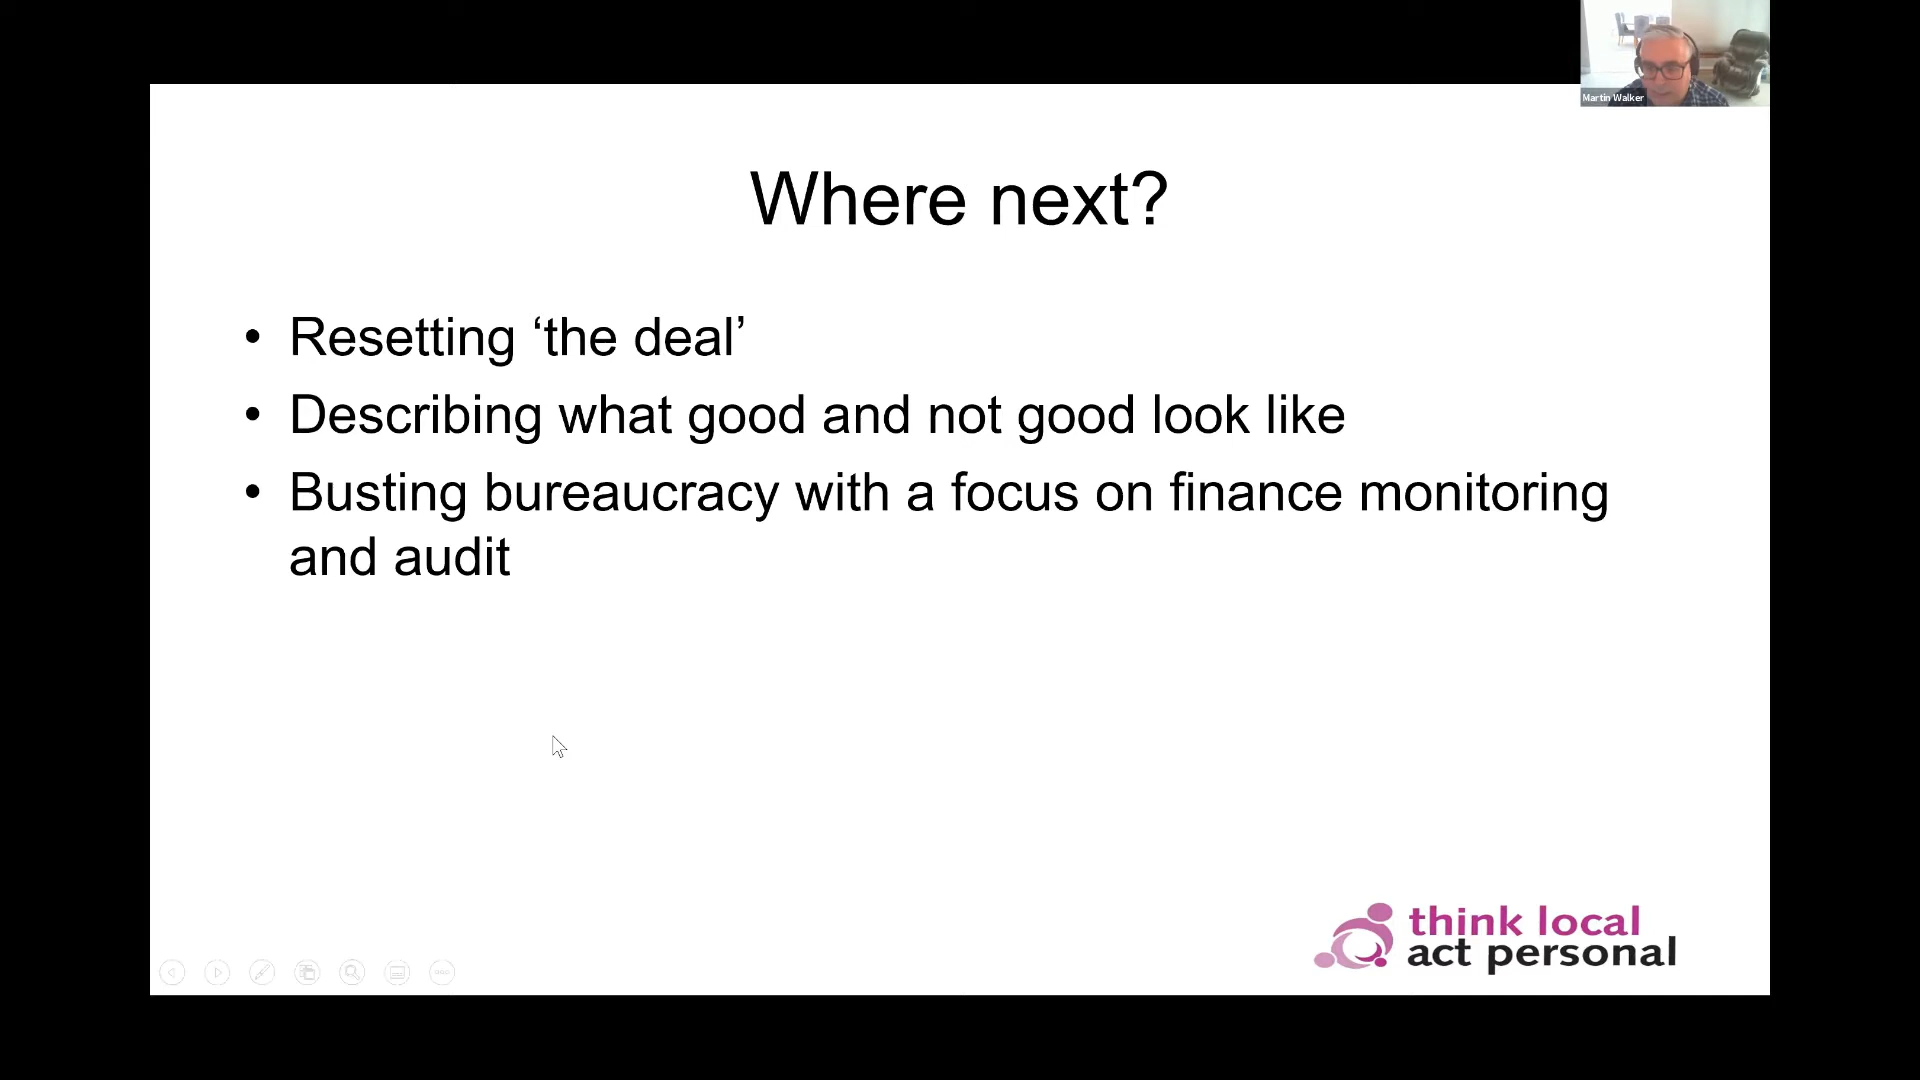 Martin Walker
Where next?
• Resetting ‘the deal’
• Describing what good and not good look like
• Busting bureaucracy with a focus on finance monitoring
and audit
think local
act personal